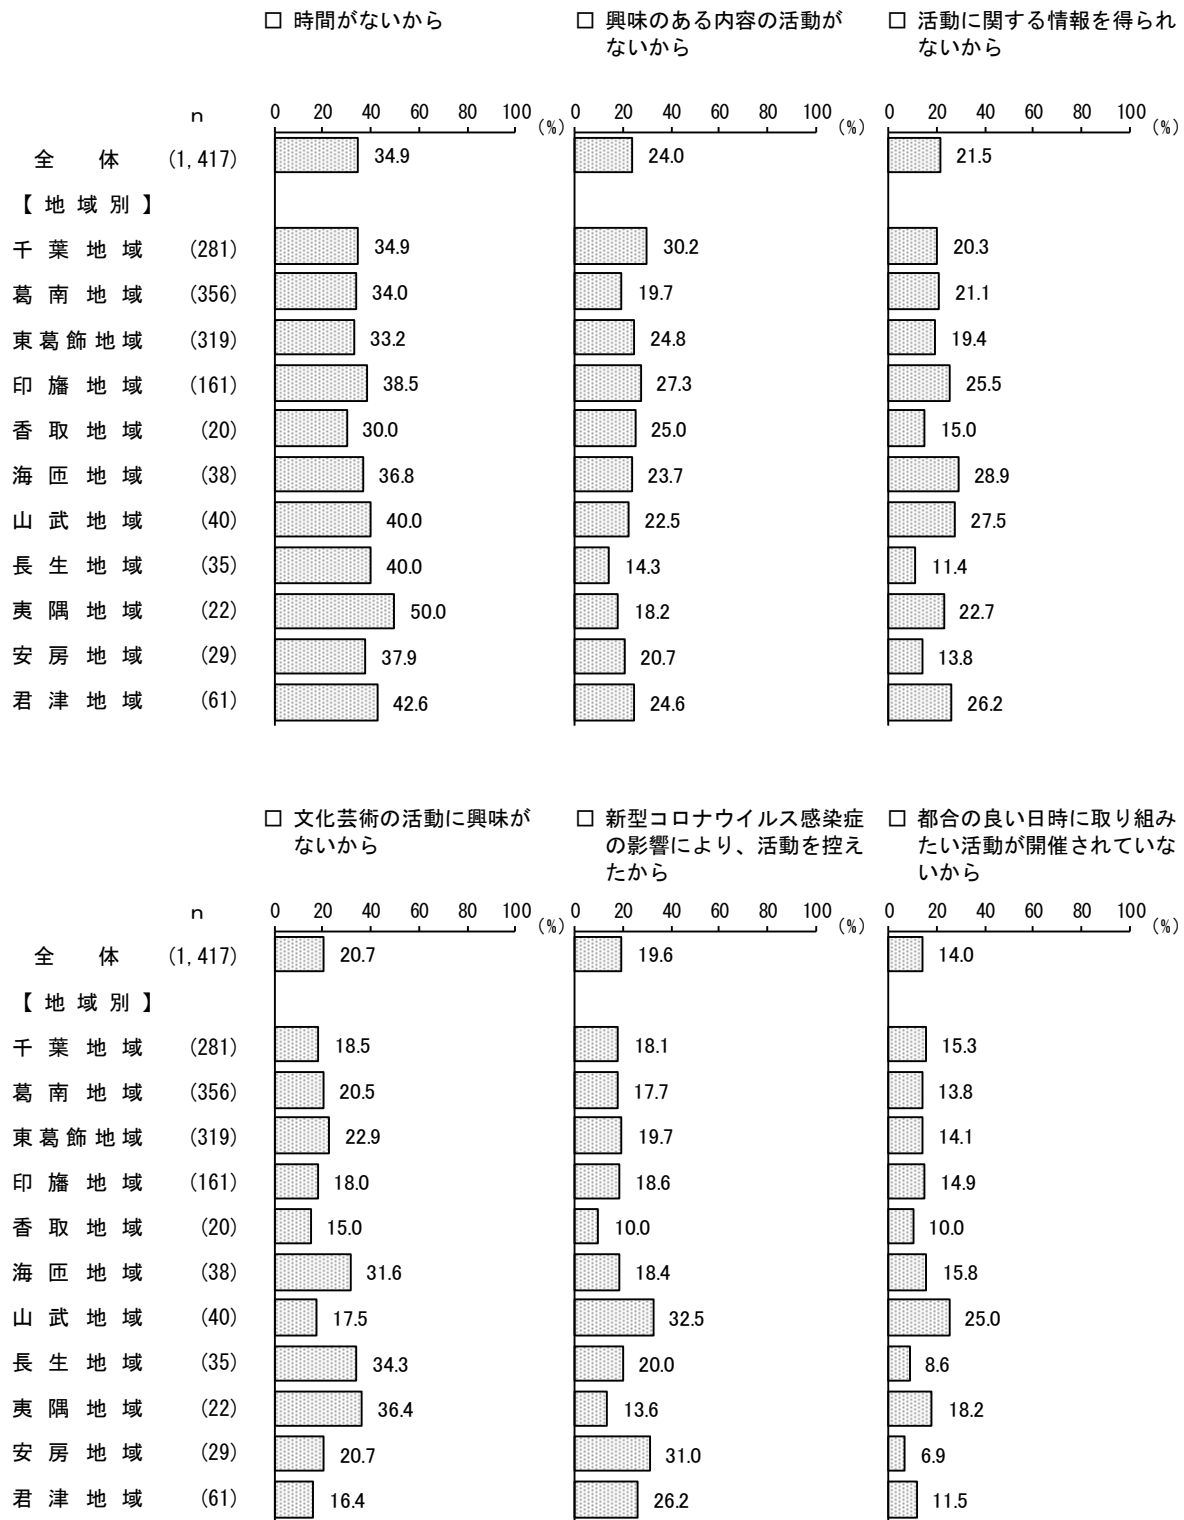 □ 時間がないから □ 興味のある内容の活動が □ 活動に関する情報を得られ
ないから ないから
n 0 20 40 60 80 100 (%) 0 20 40 60 80 100 (%) 0 20 40 60 80 100 (%)
全体 (1,417) 34.9 24.0 21.5
【地域別】
千葉地域 (281) 34.9 30.2 20.3
葛南地域 (356) 34.0 19.7 21.1
東葛飾地域 (319) 33.2 24.8 19.4
印旛地域 (161) 38.5 27.3 25.5
香取地域 (20) 30.0 25.0 15.0
海匝地域 (38) 36.8 23.7 28.9
山武地域 (40) 40.0 22.5 27.5
長生地域 (35) 40.0 14.3 11.4
夷隅地域 (22) 50.0 18.2 22.7
安房地域 (29) 37.9 20.7 13.8
君津地域 (61) 42.6 24.6 26.2
□ 文化芸術の活動に興味が □ 新型コロナウイルス感染症 □ 都合の良い日時に取り組み
ないから の影響により、活動を控え たい活動が開催されていな
たから いから
n 0 20 40 60 80 100 (%) 0 20 40 60 80 100 (%) 0 20 40 60 80 100 (%)
全体 (1,417) 20.7 19.6 14.0
【地域別】
千葉地域 (281) 18.5 18.1 15.3
葛南地域 (356) 20.5 17.7 13.8
東葛飾地域 (319) 22.9 19.7 14.1
印旛地域 (161) 18.0 18.6 14.9
香取地域 (20) 15.0 10.0 10.0
海匝地域 (38) 31.6 18.4 15.8
山武地域 (40) 17.5 32.5 25.0
長生地域 (35) 34.3 20.0 8.6
夷隅地域 (22) 36.4 13.6 18.2
安房地域 (29) 20.7 31.0 6.9
君津地域 (61) 16.4 26.2 11.5